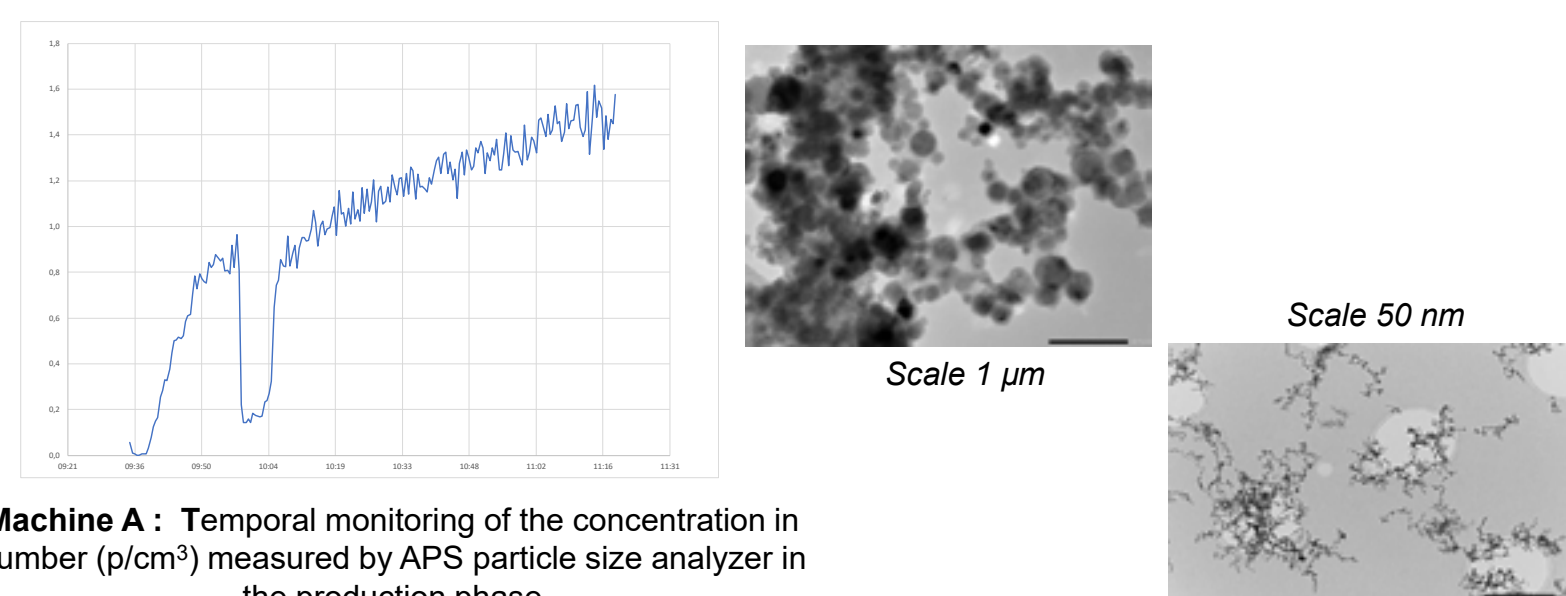 1,8
1,6
1,4
1,2
1,0
0,8
0,6
0,4
0,2
0,0
09:21 09:36 09:50 10:04 10:19 10:33 10:48 11:02 11:16 11:31
Scale 1 µm
Scale 50 nm
Machine A : Temporal monitoring of the concentration in
umber (p/cm³) measured by APS particle size analyzer in
the production phase